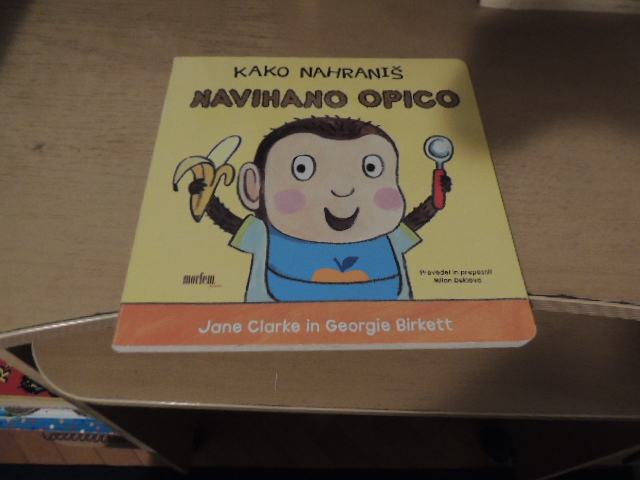 KAKO NAHRANIŠ
NAVIHANO OPICO
morfem
Prevedel in prepesnil
Milan Dekleva
Jane Clarke in Georgie Birkett